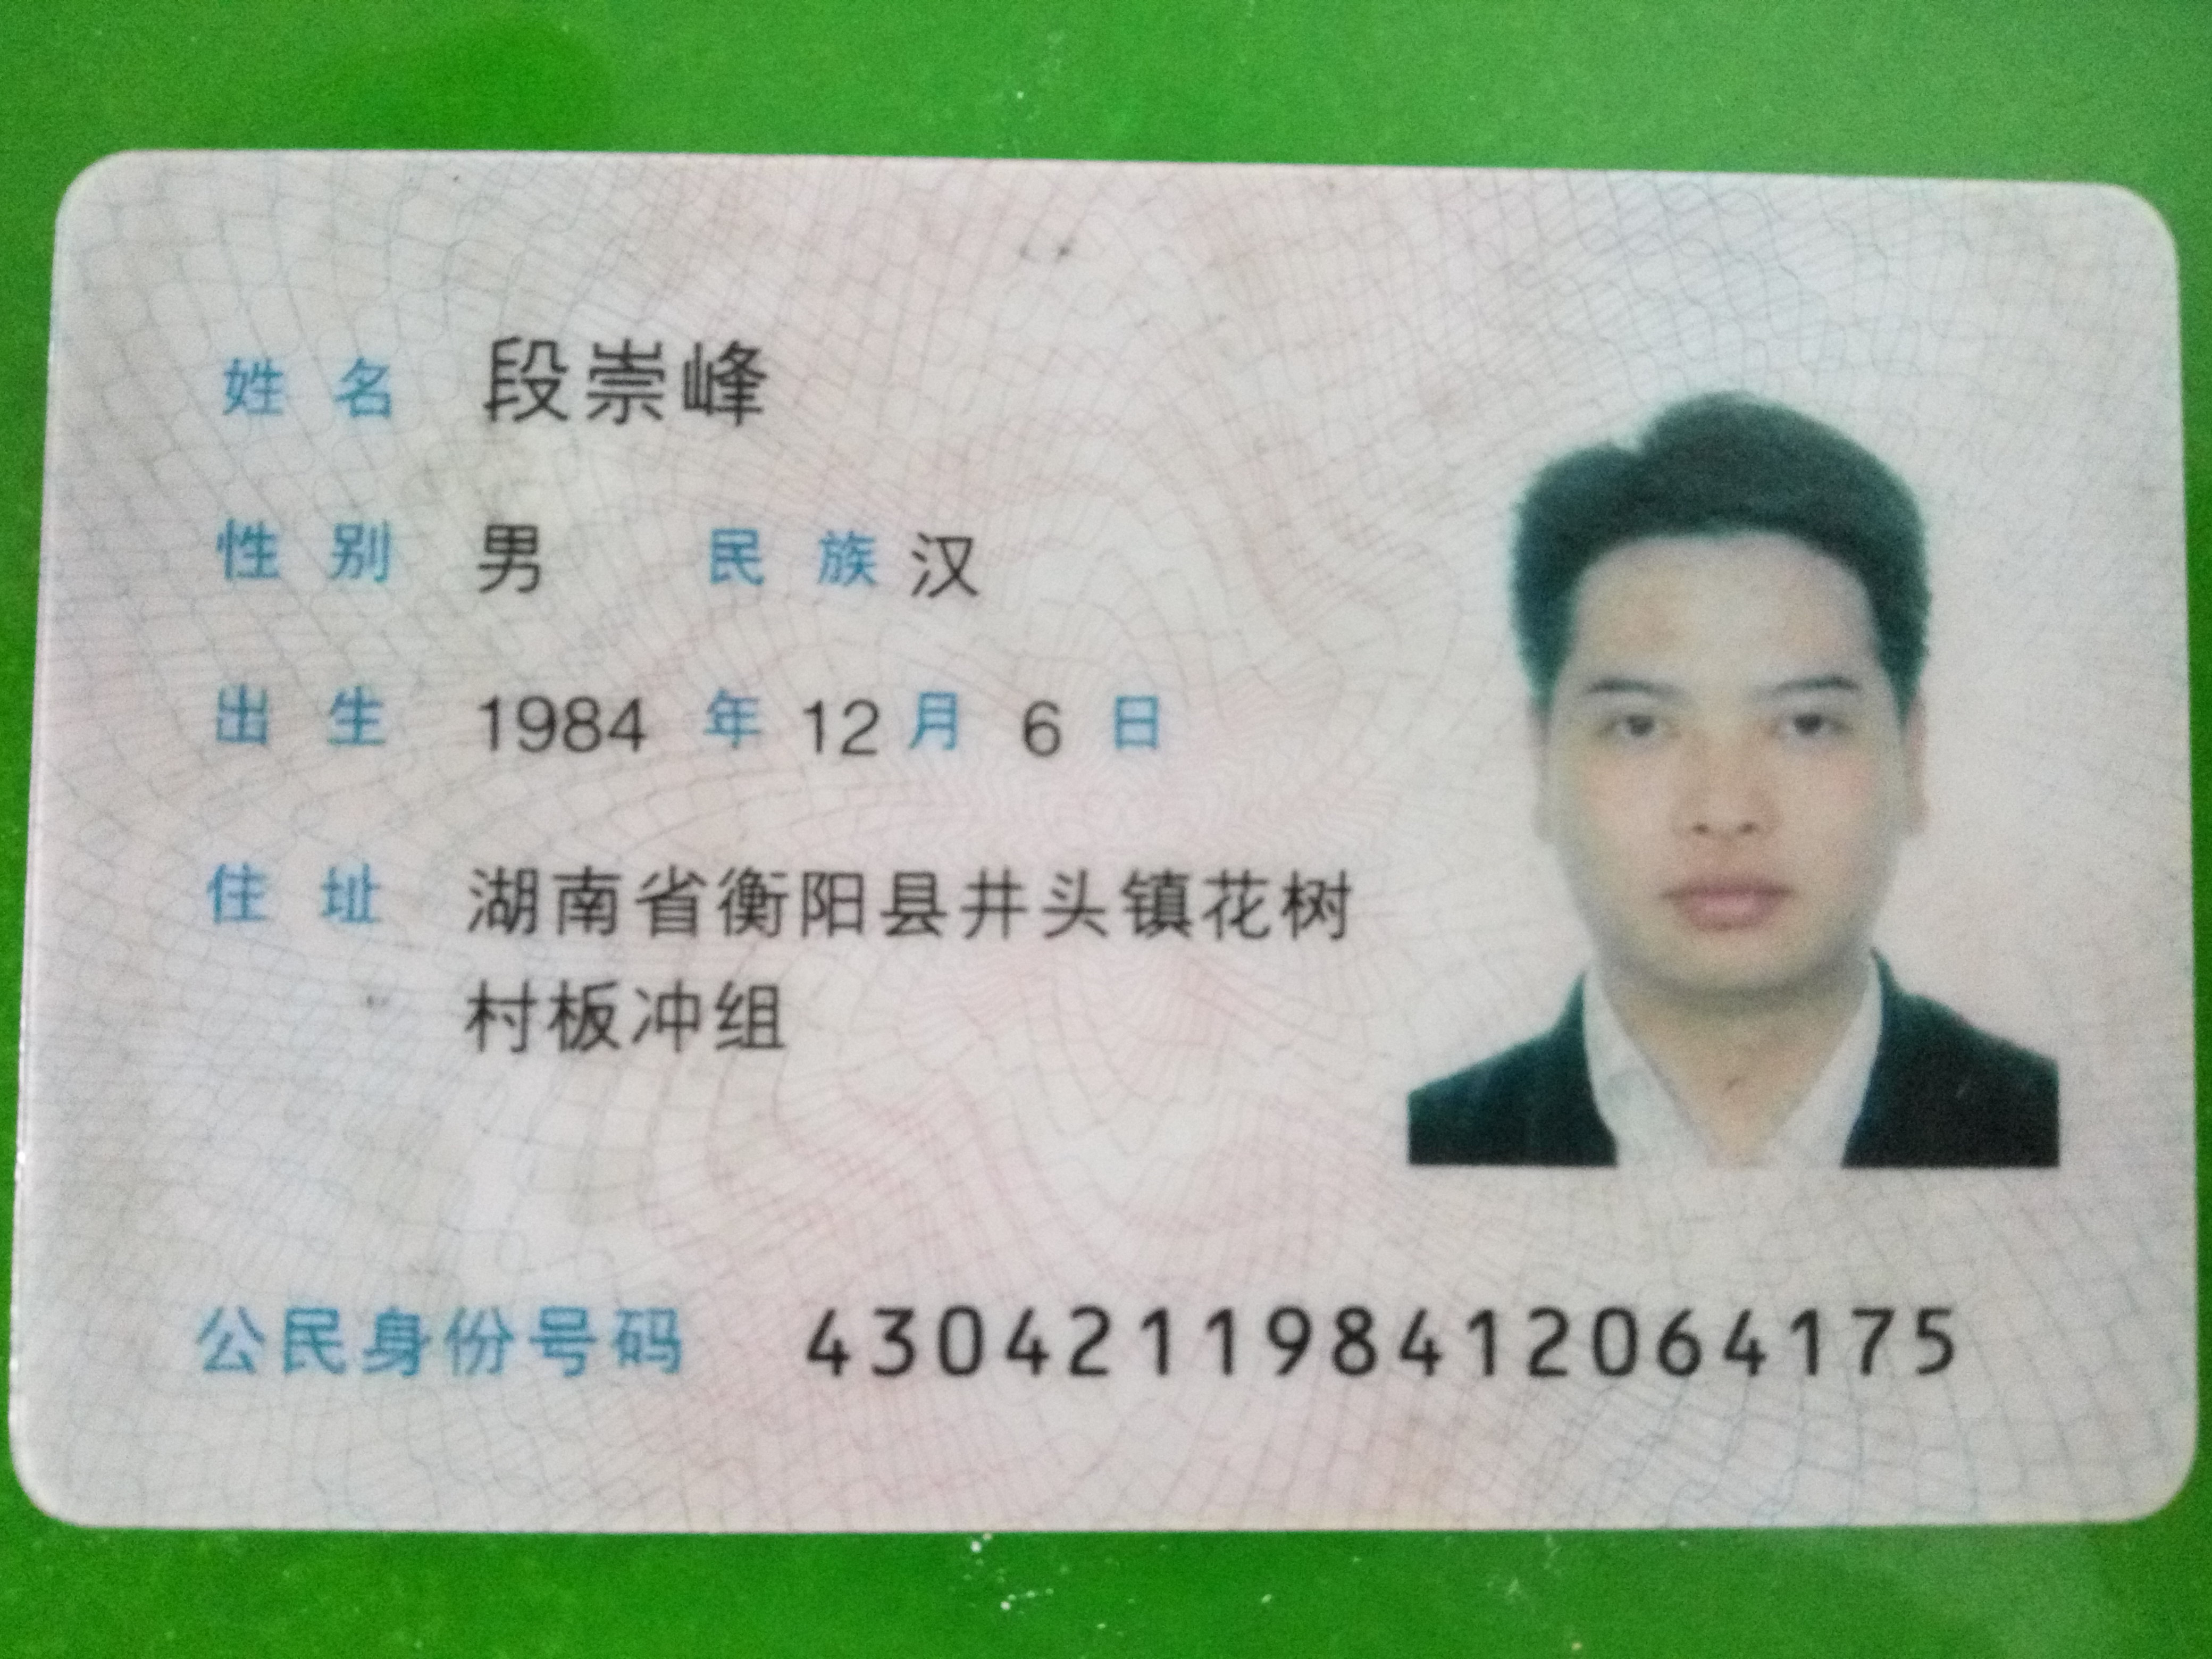 姓名 段崇峰
性别 男 民族 汉
出生 1984 年 12 月 6 日
住址 湖南省衡阳县井头镇花树
村板冲组
公民身份号码 430421198412064175